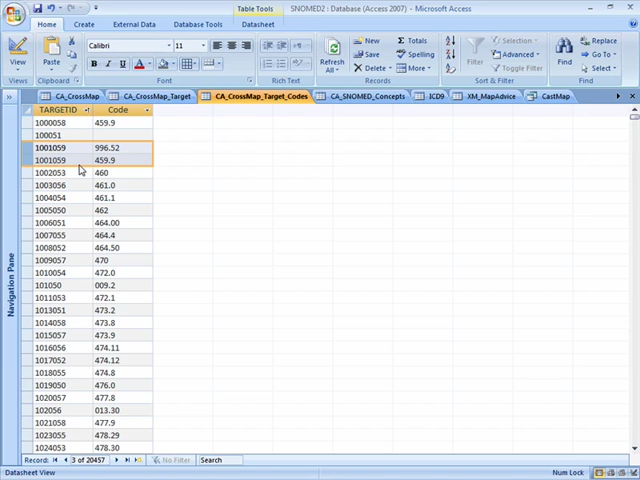 Table Tools
SNOMED2 : Database (Access 2007) - Microsoft Access
Home Create External Data Database Tools Datasheet
View
Views
Paste
Clipboard
Calibri 11
B I U
Font
Rich Text
Refresh All
New
Save
Delete
Totals
Spelling
More
Records
Filter
Selection
Advanced
Sort & Filter
Find
Replace
Go To
Select
Find
CA_CrossMap CA_CrossMap_Target CA_CrossMap_Target_Codes CA_SNOMED_Concepts ICD9 XM_MapAdvice CastMap
Navigation Pane
TARGETID Code
1000058 459.9
100051
1001059 996.52
1001059 459.9
1002053 460
1003056 461.0
1004054 461.1
1005050 462
1006051 464.00
1007055 464.4
1008052 464.50
1009057 470
1010054 472.0
101050 009.2
1011053 472.1
1013051 473.2
1014058 473.8
1015057 473.9
1016056 474.11
1017052 474.12
1018055 474.8
1019050 476.0
1020057 477.8
102056 013.30
1021058 477.9
1023055 478.29
1024053 478.30
Record: 3 of 20457 No Filter Search
Datasheet View Num Lock